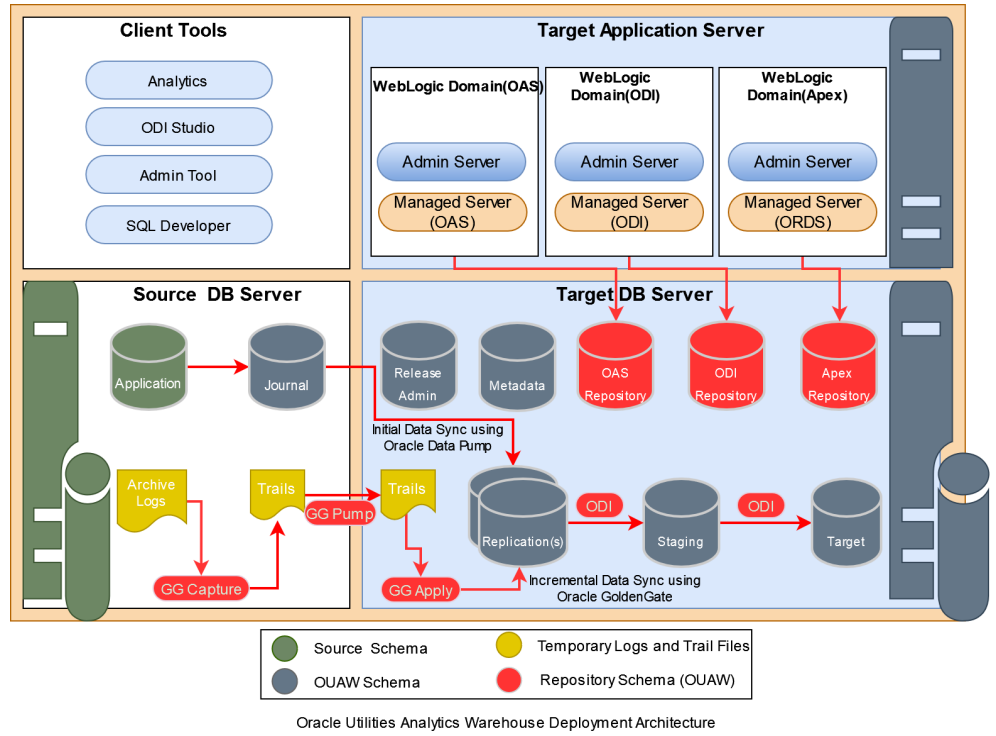 Client Tools
Analytics
ODI Studio
Admin Tool
SQL Developer
Target Application Server
WebLogic Domain(OAS)
Admin Server
Managed Server
(OAS)
WebLogic
Domain(ODI)
Admin Server
Managed Server
(ODI)
WebLogic
Domain(Apex)
Admin Server
Managed Server
(ORDS)
Source  DB Server
Application
Journal
Archive
Logs
Trails
GG Pump
GG Capture
Target DB Server
Release
Admin
Metadata
OAS
Repository
ODI
Repository
Apex
Repository
Initial Data Sync using
Oracle Data Pump
Trails
Replication(s)
ODI
Staging
ODI
Target
GG Apply
Incremental Data Sync using
Oracle GoldenGate
Source  Schema
Temporary Logs and Trail Files
OUAW Schema
Repository Schema (OUAW)
Oracle Utilities Analytics Warehouse Deployment Architecture